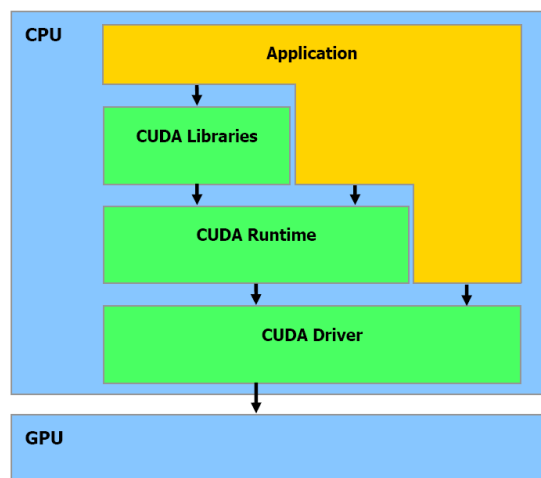 CPU
Application
CUDA Libraries
CUDA Runtime
CUDA Driver
GPU